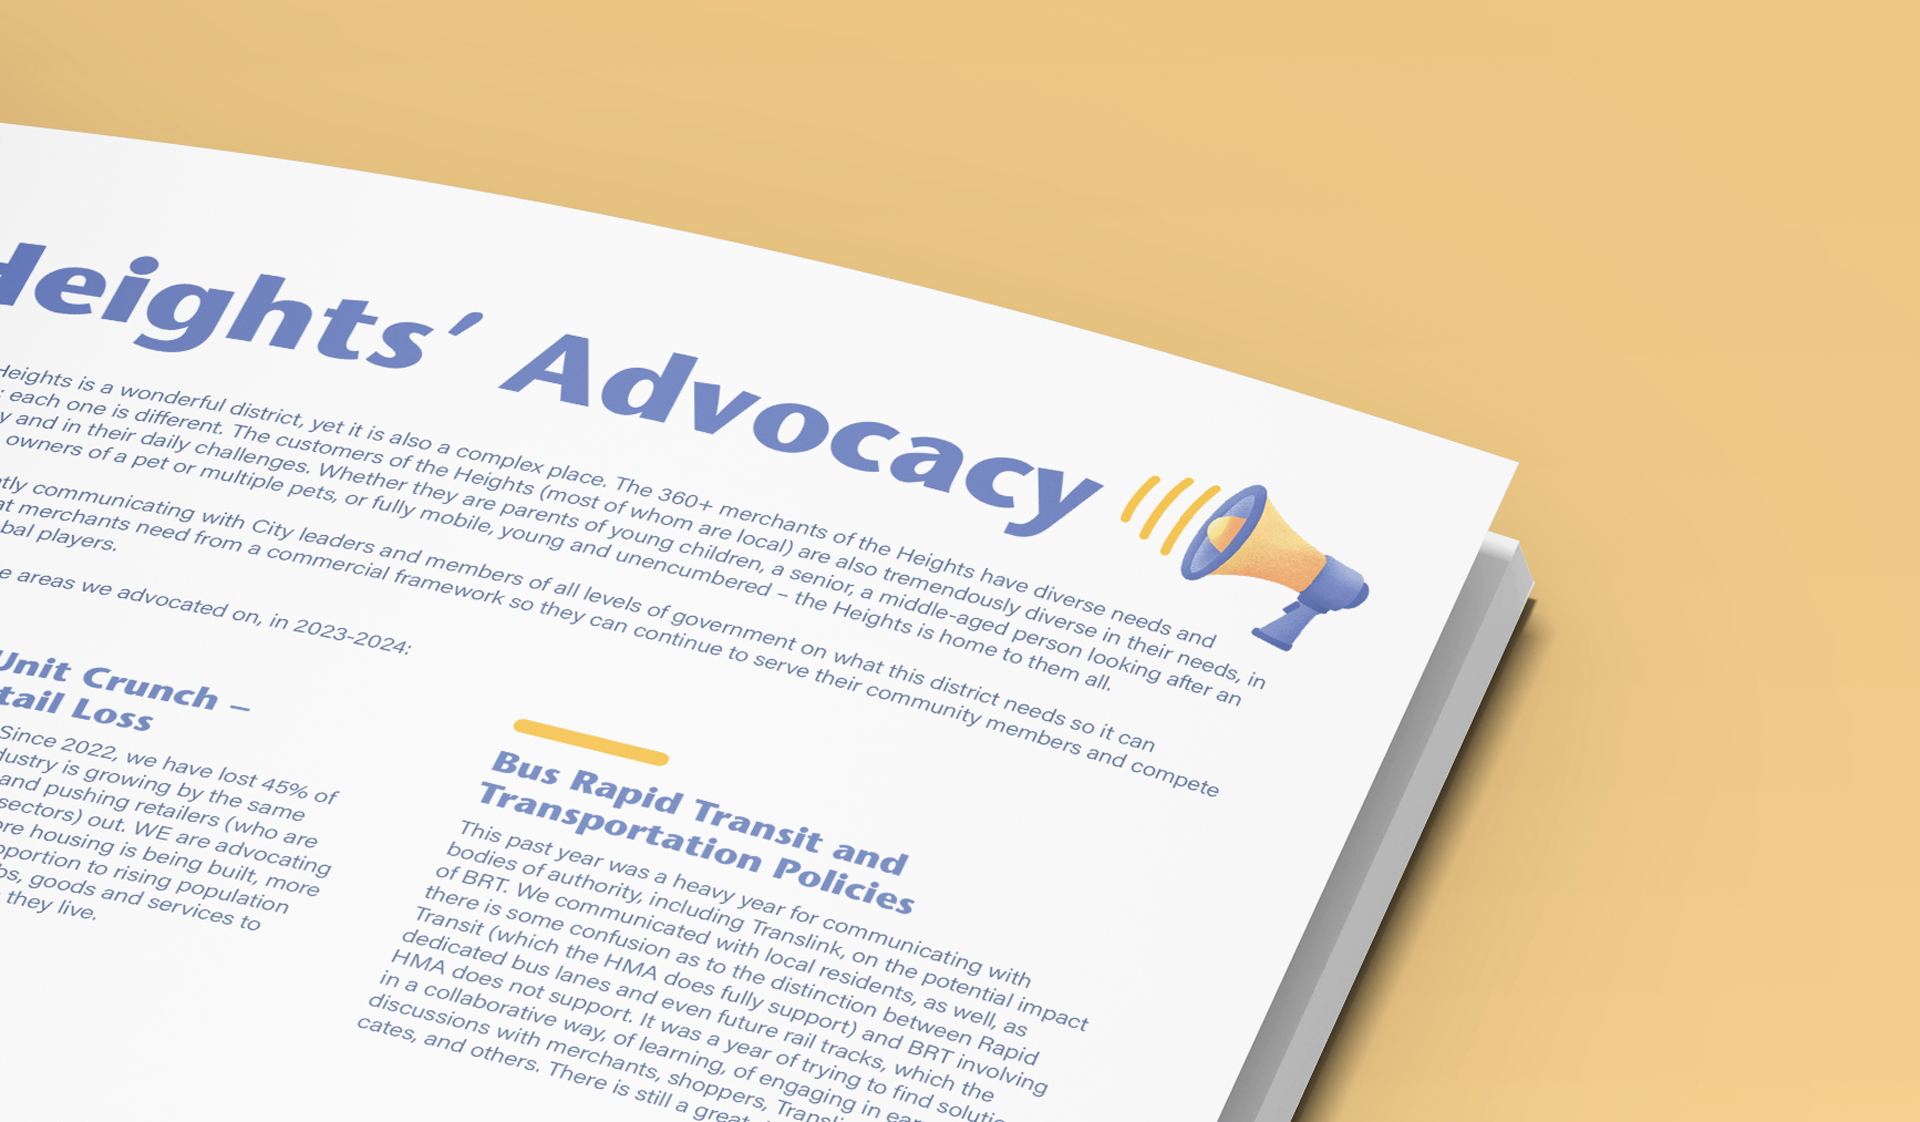 Heights’ Advocacy
Heights is a wonderful district, yet it is also a complex place. The 360+ merchants of the Heights have diverse needs and
; each one is different. The customers of the Heights (most of whom are local) are also tremendously diverse in their needs, in
y and in their daily challenges. Whether they are parents of young children, a senior, a middle-aged person looking after an
owners of a pet or multiple pets, or fully mobile, young and unencumbered – the Heights is home to them all.
tly communicating with City leaders and members of all levels of government on what this district needs so it can
at merchants need from a commercial framework so they can continue to serve their community members and compete
bal players.
e areas we advocated on, in 2023-2024:
Unit Crunch –
tail Loss
Since 2022, we have lost 45% of
dustry is growing by the same
and pushing retailers (who are
sectors) out. WE are advocating
ore housing is being built, more
portion to rising population
bs, goods and services to
they live.
Bus Rapid Transit and
Transportation Policies
This past year was a heavy year for communicating with
bodies of authority, including Translink, on the potential impact
of BRT. We communicated with local residents, as well, as
there is some confusion as to the distinction between Rapid
Transit (which the HMA does fully support) and BRT involving
dedicated bus lanes and even future rail tracks, which the
HMA does not support. It was a year of trying to find solutio
in a collaborative way, of learning, of engaging in ear
discussions with merchants, shoppers, Transli
cates, and others. There is still a great